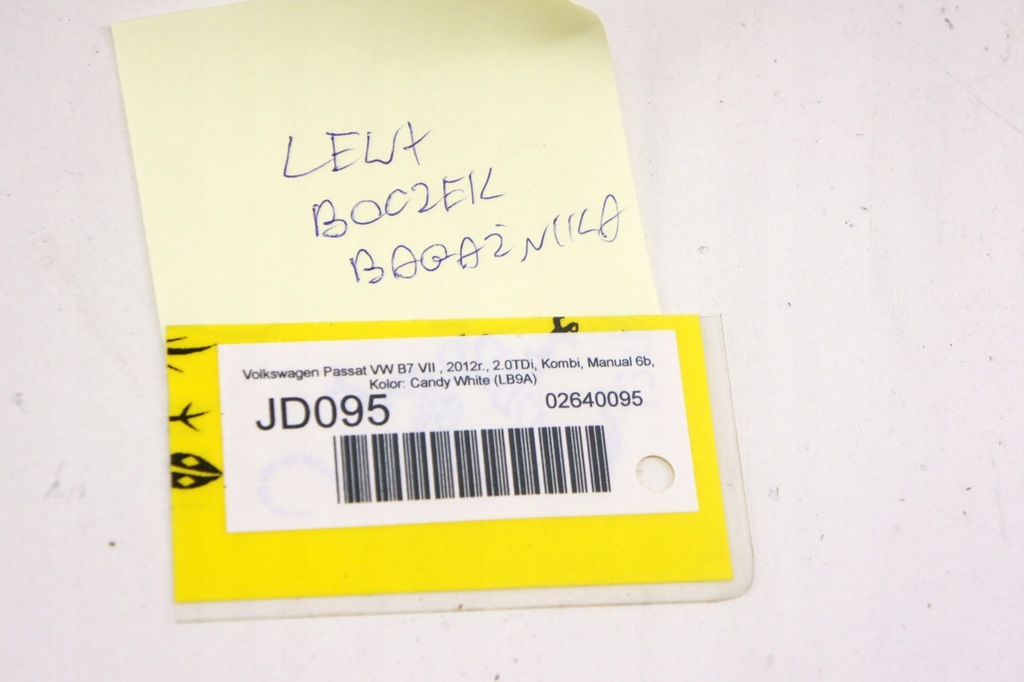 LEWA
BOCZEK
BAGAŻNIKA
Volkswagen Passat VW B7 VII , 2012r., 2.0TDi, Kombi, Manual 6b,
Kolor: Candy White (LB9A)
JD095
02640095